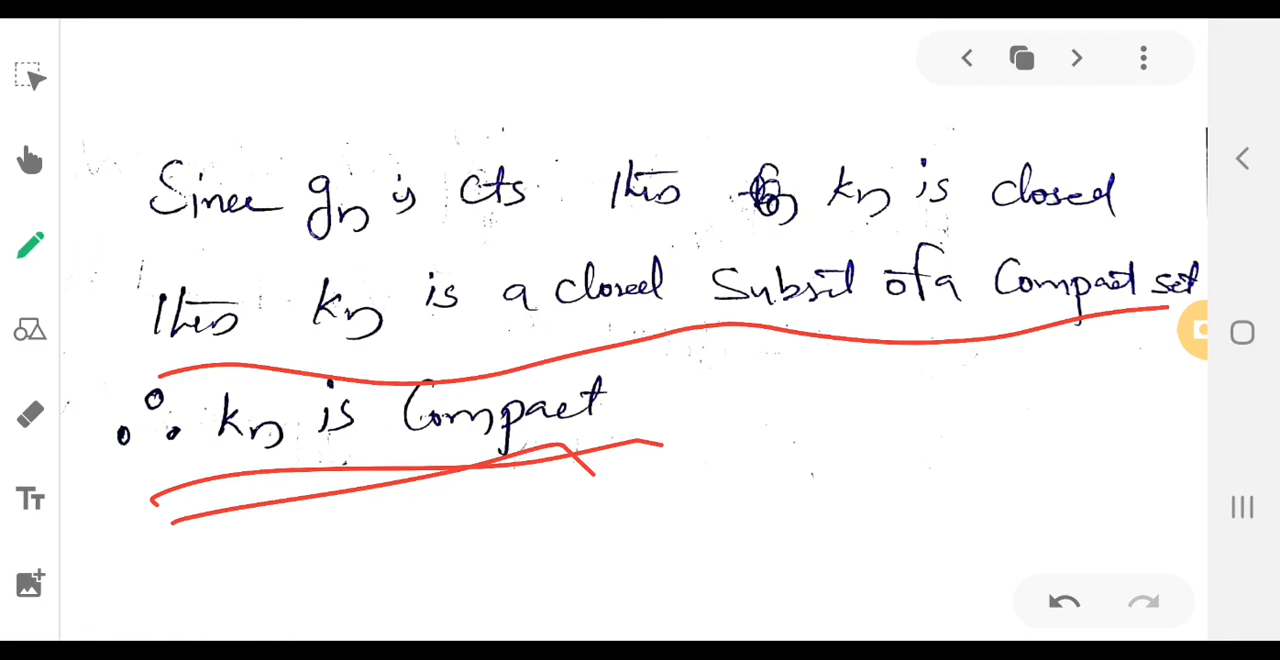 Since gn is cts then kn is closed
then kn is a closed Subset of a Compact set
∴ kn is Compact